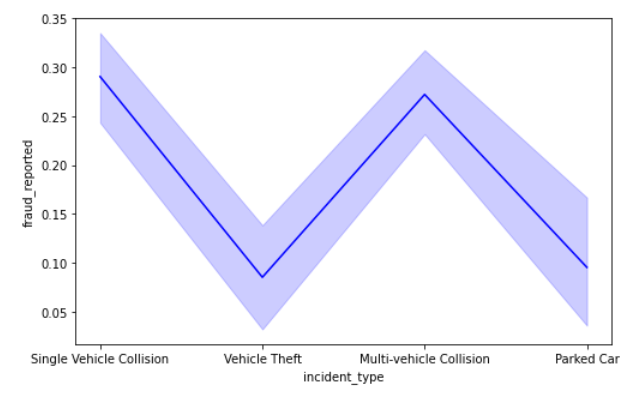 0.35
0.30
0.25
0.20
0.15
0.10
0.05
fraud_reported
Single Vehicle Collision Vehicle Theft Multi-vehicle Collision Parked Car
incident_type